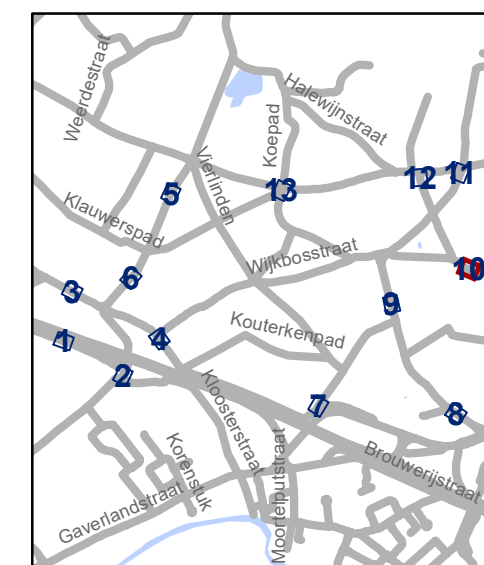 Weerdestraat
Halewijnstraat
Koepad
Vierlinden
11
12
5
13
Klauwerspad
Wijkbosstraat
10
6
3
9
Kouterkenpad
4
1
2
7
8
Kloosterstraat
Korenstuk
Moortelputstraat
Brouwerijstraat
Gaverlandstraat